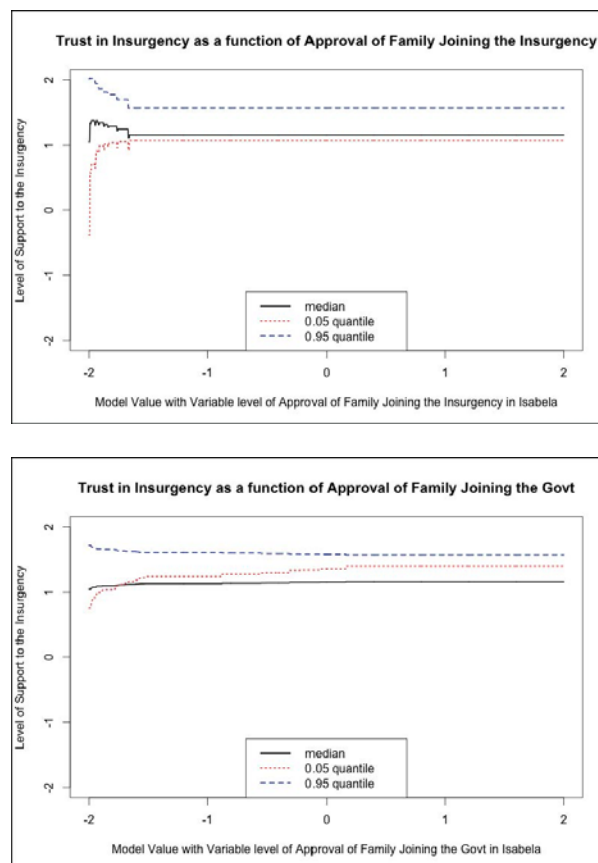 Trust in Insurgency as a function of Approval of Family Joining the Insurgency
Level of Support to the Insurgency
2
1
0
-1
-2
median
0.05 quantile
0.95 quantile
-2
-1
0
1
2
Model Value with Variable level of Approval of Family Joining the Insurgency in Isabela
Trust in Insurgency as a function of Approval of Family Joining the Govt
Level of Support to the Insurgency
2
1
0
-1
-2
median
0.05 quantile
0.95 quantile
-2
-1
0
1
2
Model Value with Variable level of Approval of Family Joining the Govt in Isabela